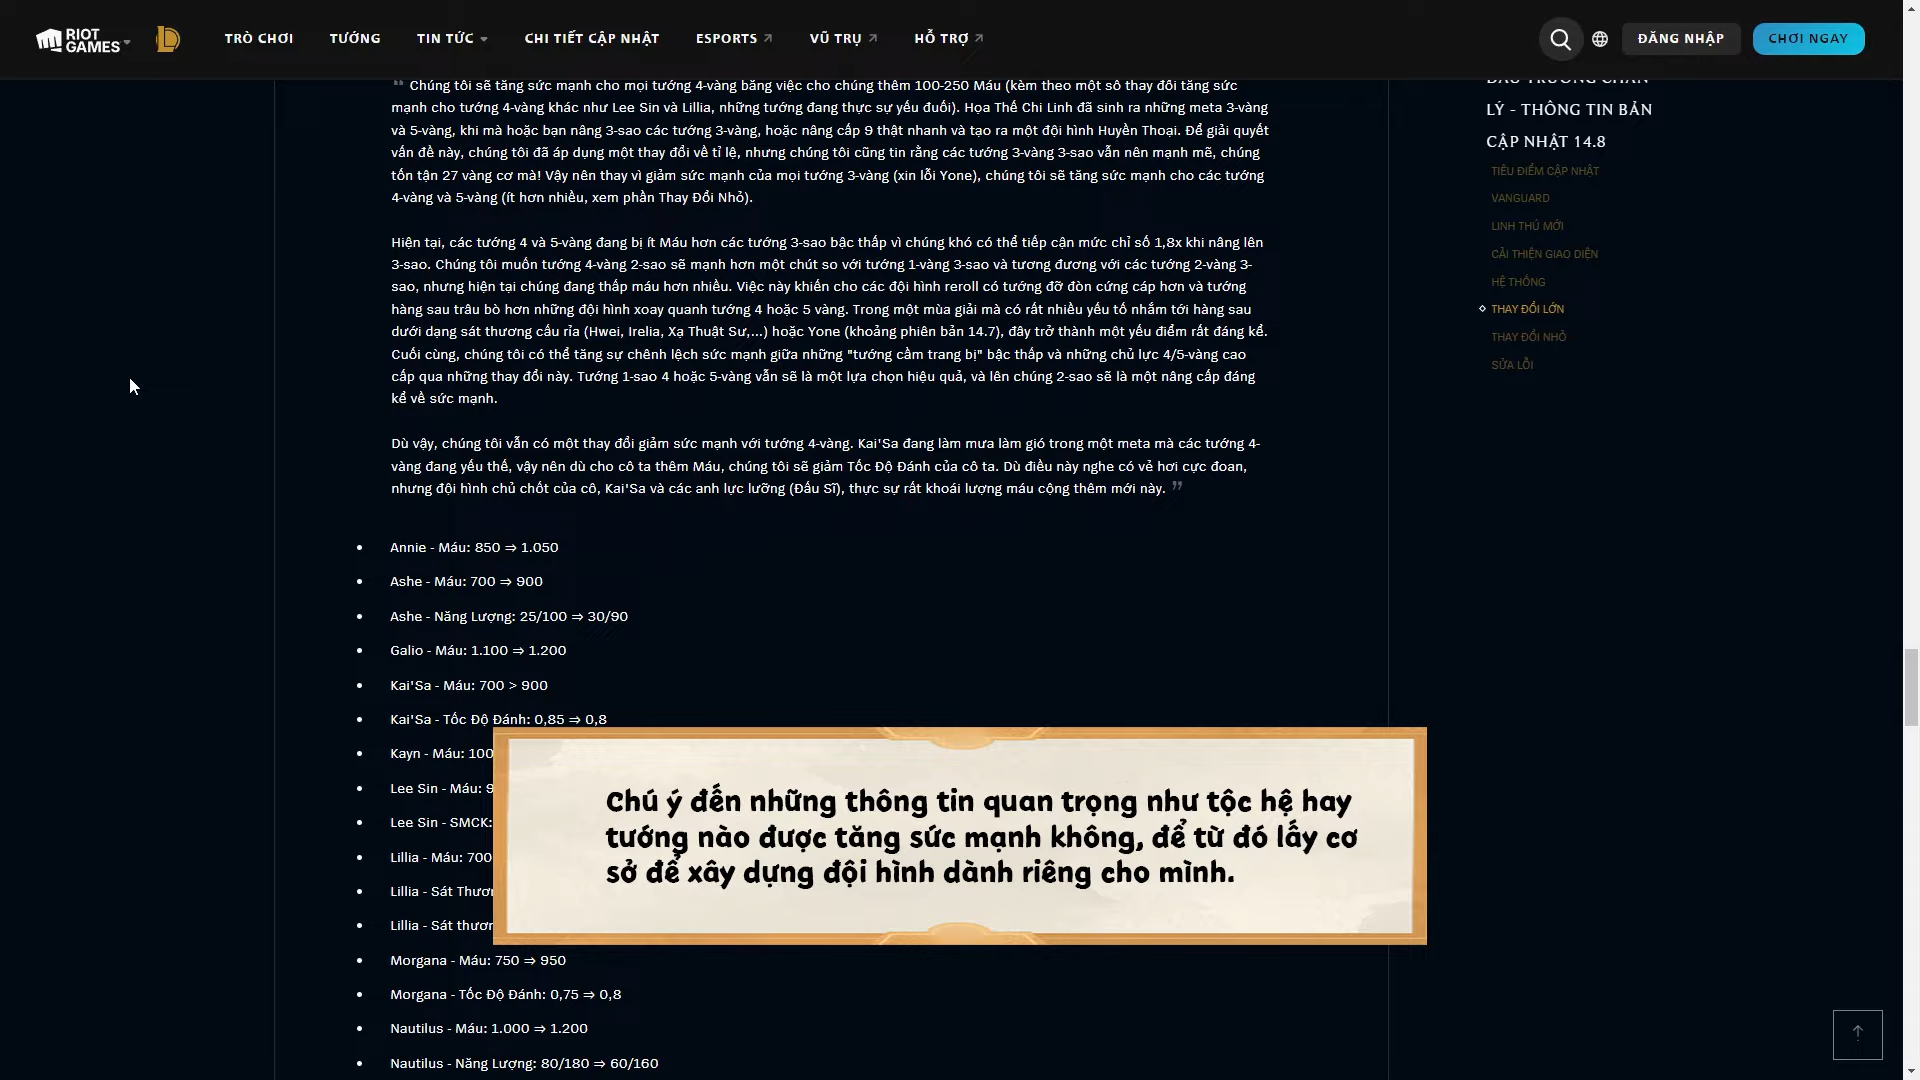 RIOT GAMES
TRÒ CHƠI
TƯỚNG
TIN TỨC
CHI TIẾT CẬP NHẬT
ESPORTS
VŨ TRỤ
HỖ TRỢ
ĐĂNG NHẬP
CHƠI NGAY
" Chúng tôi sẽ tăng sức mạnh cho mọi tướng 4-vàng bằng việc cho chúng thêm 100-250 Máu (kèm theo một số thay đổi tăng sức
mạnh cho tướng 4-vàng khác như Lee Sin và Lillia, những tướng đang thực sự yếu đuối). Họa Thế Chi Linh đã sinh ra những meta 3-vàng
và 5-vàng, khi mà hoặc bạn nâng 3-sao các tướng 3-vàng, hoặc nâng cấp 9 thật nhanh và tạo ra một đội hình Huyền Thoại. Để giải quyết
vấn đề này, chúng tôi đã áp dụng một thay đổi về tỉ lệ, nhưng chúng tôi cũng tin rằng các tướng 3-vàng 3-sao vẫn nên mạnh mẽ, chúng
tốn tận 27 vàng cơ mà! Vậy nên thay vì giảm sức mạnh của mọi tướng 3-vàng (xin lỗi Yone), chúng tôi sẽ tăng sức mạnh cho các tướng
4-vàng và 5-vàng (ít hơn nhiều, xem phần Thay Đổi Nhỏ).
Hiện tại, các tướng 4 và 5-vàng đang bị ít Máu hơn các tướng 3-sao bậc thấp vì chúng khó có thể tiếp cận mức chỉ số 1,8x khi nâng lên
3-sao. Chúng tôi muốn tướng 4-vàng 2-sao sẽ mạnh hơn một chút so với tướng 1-vàng 3-sao và tương đương với các tướng 2-vàng 3-
sao, nhưng hiện tại chúng đang thấp máu hơn nhiều. Việc này khiến cho các đội hình reroll có tướng đỡ đòn cứng cáp hơn và tướng
hàng sau trâu bò hơn những đội hình xoay quanh tướng 4 hoặc 5 vàng. Trong một mùa giải mà có rất nhiều yếu tố nhắm tới hàng sau
dưới dạng sát thương cấu rỉa (Hwei, Irelia, Xạ Thuật Sư,...) hoặc Yone (khoảng phiên bản 14.7), đây trở thành một yếu điểm rất đáng kể.
Cuối cùng, chúng tôi có thể tăng sự chênh lệch sức mạnh giữa những "tướng cầm trang bị" bậc thấp và những chủ lực 4/5-vàng cao
cấp qua những thay đổi này. Tướng 1-sao 4 hoặc 5-vàng vẫn sẽ là một lựa chọn hiệu quả, và lên chúng 2-sao sẽ là một nâng cấp đáng
kể về sức mạnh.
Dù vậy, chúng tôi vẫn có một thay đổi giảm sức mạnh với tướng 4-vàng. Kai'Sa đang làm mưa làm gió trong một meta mà các tướng 4-
vàng đang yếu thế, vậy nên dù cho cô ta thêm Máu, chúng tôi sẽ giảm Tốc Độ Đánh của cô ta. Dù điều này nghe có vẻ hơi cực đoan,
nhưng đội hình chủ chốt của cô, Kai'Sa và các anh lực lưỡng (Đấu Sĩ), thực sự rất khoái lượng máu cộng thêm mới này. "
• Annie - Máu: 850 ⇒ 1.050
• Ashe - Máu: 700 ⇒ 900
• Ashe - Năng Lượng: 25/100 ⇒ 30/90
• Galio - Máu: 1.100 ⇒ 1.200
• Kai'Sa - Máu: 700 > 900
• Kai'Sa - Tốc Độ Đánh: 0,85 ⇒ 0,8
• Kayn - Máu: 100
• Lee Sin - Máu: 9
• Lee Sin - SMCK:
• Lillia - Máu: 700
• Lillia - Sát Thươn
• Lillia - Sát thươn
• Morgana - Máu: 750 ⇒ 950
• Morgana - Tốc Độ Đánh: 0,75 ⇒ 0,8
• Nautilus - Máu: 1.000 ⇒ 1.200
• Nautilus - Năng Lượng: 80/180 ⇒ 60/160
Chú ý đến những thông tin quan trọng như tộc hệ hay
tướng nào được tăng sức mạnh không, để từ đó lấy cơ
sở để xây dựng đội hình dành riêng cho mình.
ĐẤU TRƯỜNG CHÂN
LÝ - THÔNG TIN BẢN
CẬP NHẬT 14.8
TIÊU ĐIỂM CẬP NHẬT
VANGUARD
LINH THÚ MỚI
CẢI THIỆN GIAO DIỆN
HỆ THỐNG
THAY ĐỔI LỚN
THAY ĐỔI NHỎ
SỬA LỖI